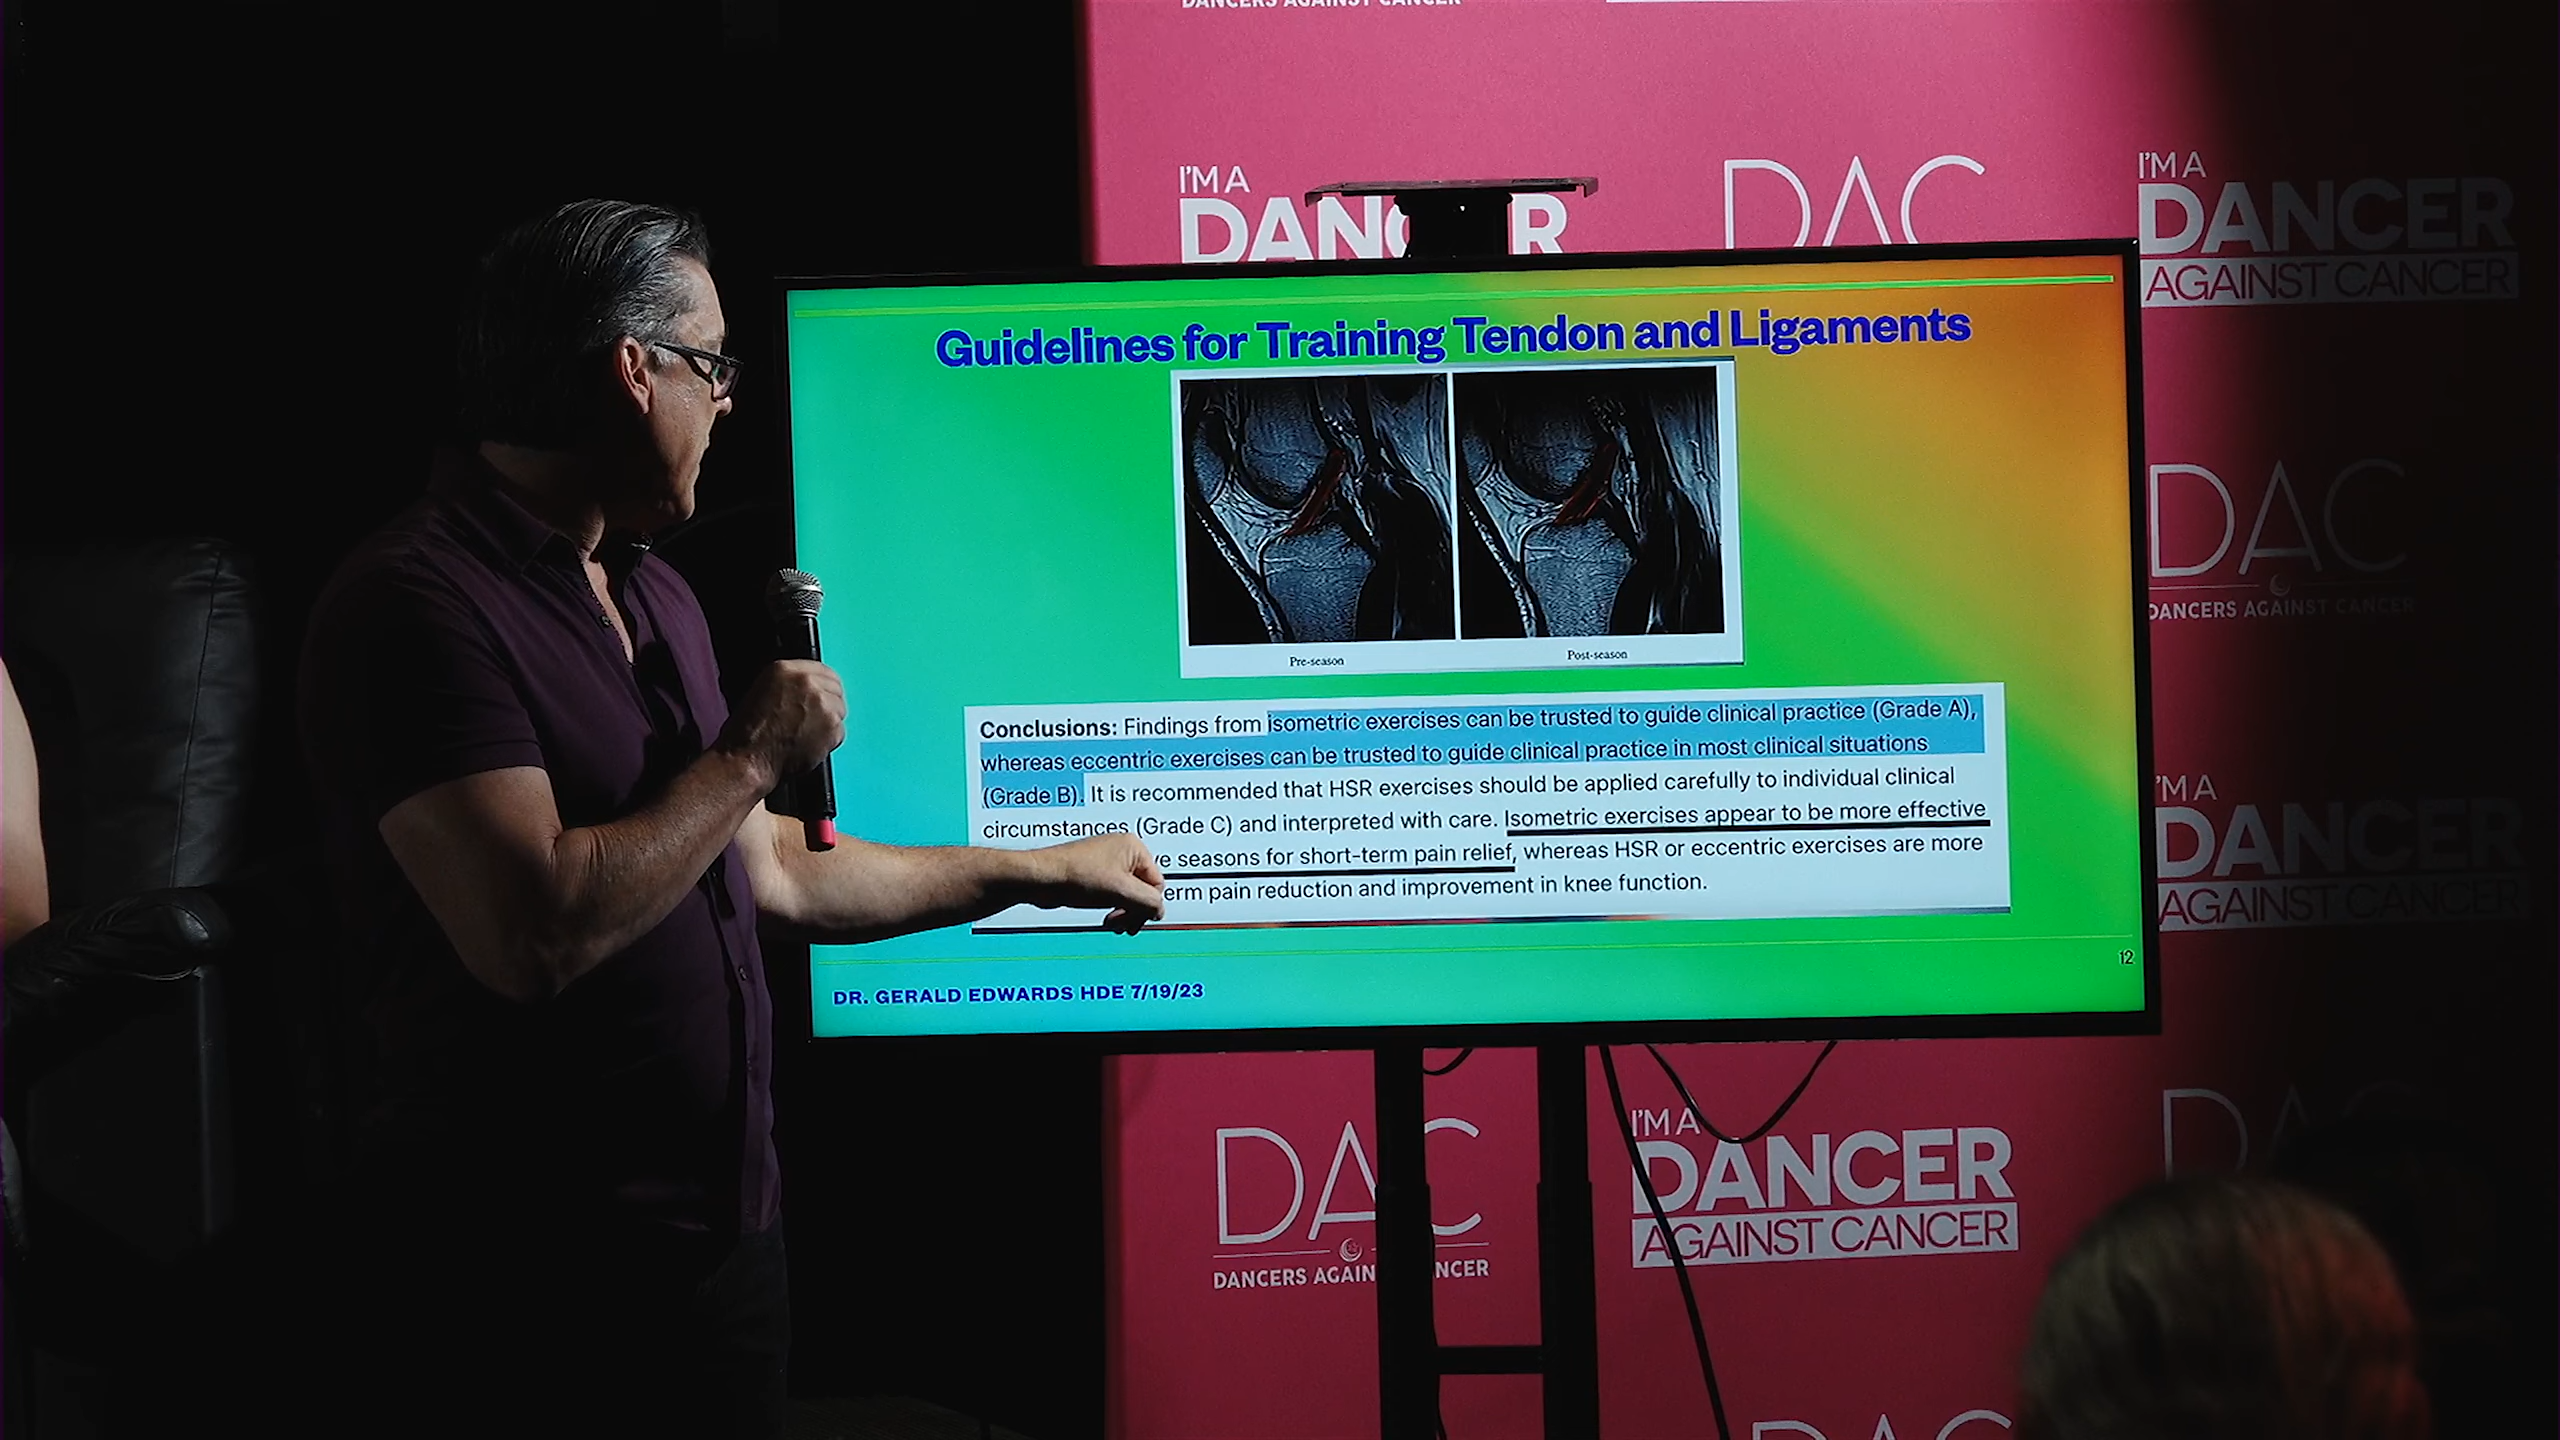 DANCERS AGAINST CANCER
I'M A
DAN R
DAC
I'M A
DANCER
AGAINST CANCER
Guidelines for Training Tendon and Ligaments
Pre-season
Post-season
Conclusions: Findings from isometric exercises can be trusted to guide clinical practice (Grade A),
whereas eccentric exercises can be trusted to guide clinical practice in most clinical situations
(Grade B). It is recommended that HSR exercises should be applied carefully to individual clinical
circumstances (Grade C) and interpreted with care. Isometric exercises appear to be more effective
seasons for short-term pain relief, whereas HSR or eccentric exercises are more
erm pain reduction and improvement in knee function.
12
DR. GERALD EDWARDS HDE 7/19/23
DAC
DANCERS AGAINST CANCER
I'M A
DANCER
AGAINST CANCER
DAC
DANCERS AGAIN NCER
I'M A
DANCER
AGAINST CANCER
DA
DAC